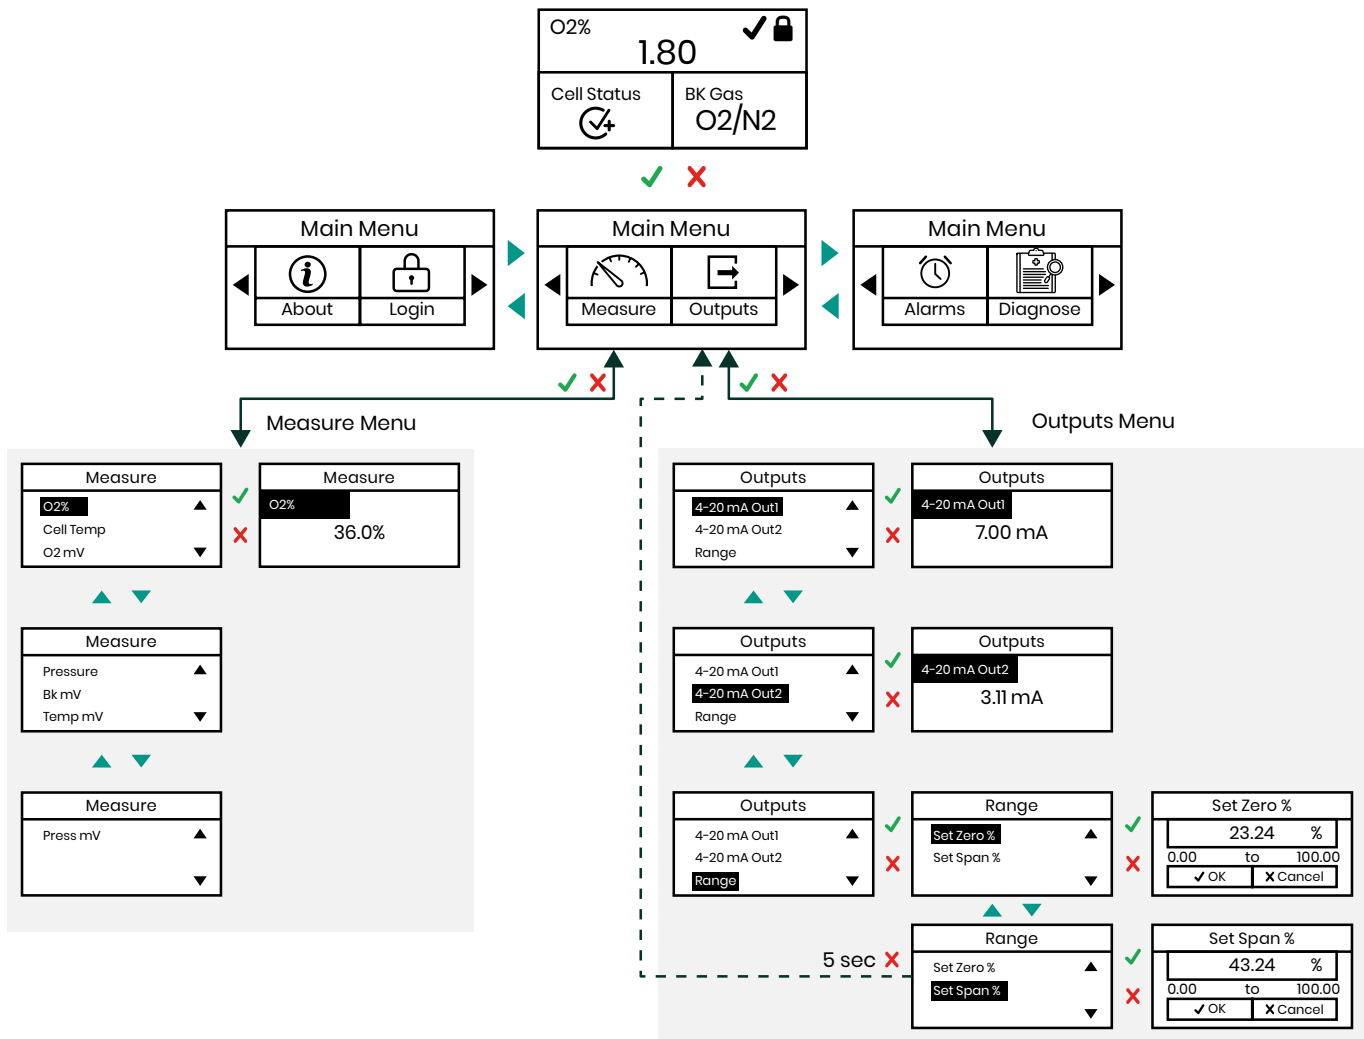 O2%
1.80
Cell Status
BK Gas
O2/N2
Main Menu
About
Login
Main Menu
Measure
Outputs
Main Menu
Alarms
Diagnose
Measure Menu
Measure
O2%
Cell Temp
O2 mV
Measure
O2%
36.0%
Measure
Pressure
Bk mV
Temp mV
Measure
Press mV
Outputs Menu
Outputs
4-20 mA Out1
4-20 mA Out2
Range
Outputs
4-20 mA Out1
7.00 mA
Outputs
4-20 mA Out1
4-20 mA Out2
Range
Outputs
4-20 mA Out2
3.11 mA
Outputs
4-20 mA Out1
4-20 mA Out2
Range
Range
Set Zero %
Set Span %
Set Zero %
23.24 %
0.00 to 100.00
OK
Cancel
5 sec
Range
Set Zero %
Set Span %
Set Span %
43.24 %
0.00 to 100.00
OK
Cancel